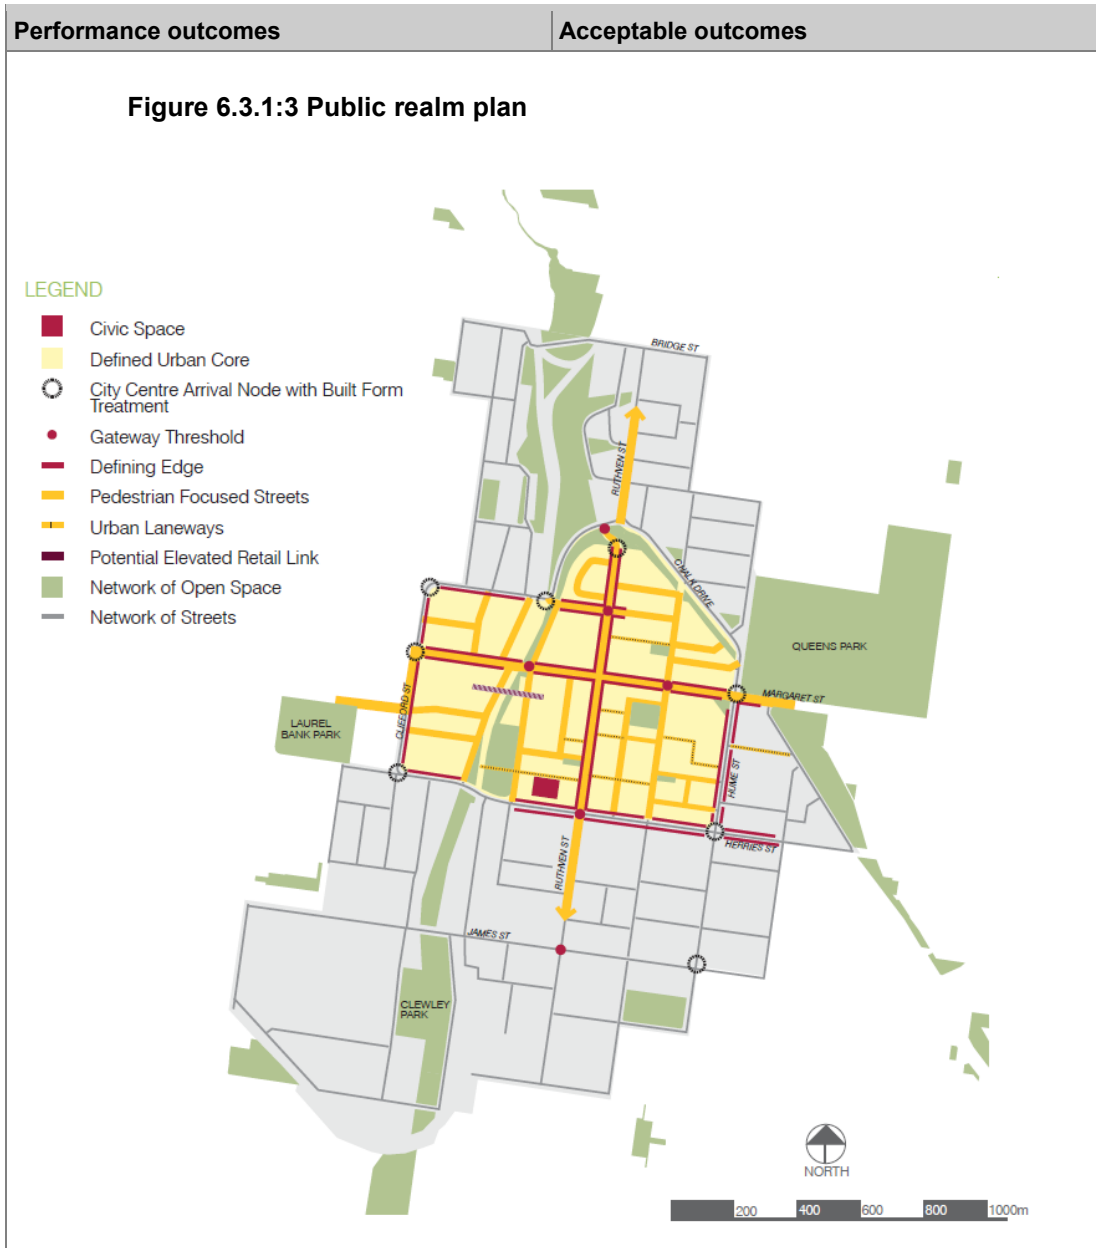 Performance outcomes
Acceptable outcomes
Figure 6.3.1:3 Public realm plan
LEGEND
Civic Space
Defined Urban Core
City Centre Arrival Node with Built Form
Treatment
Gateway Threshold
Defining Edge
Pedestrian Focused Streets
Urban Laneways
Potential Elevated Retail Link
Network of Open Space
Network of Streets
BRIDGE ST
RUTHVEN ST
CHALK DRIVE
QUEENS PARK
MARGARET ST
CLIFFORD ST
LAUREL
BANK PARK
HUME ST
HERRIES ST
RUTHVEN ST
JAMES ST
CLEWLEY
PARK
NORTH
200
400
600
800
1000m